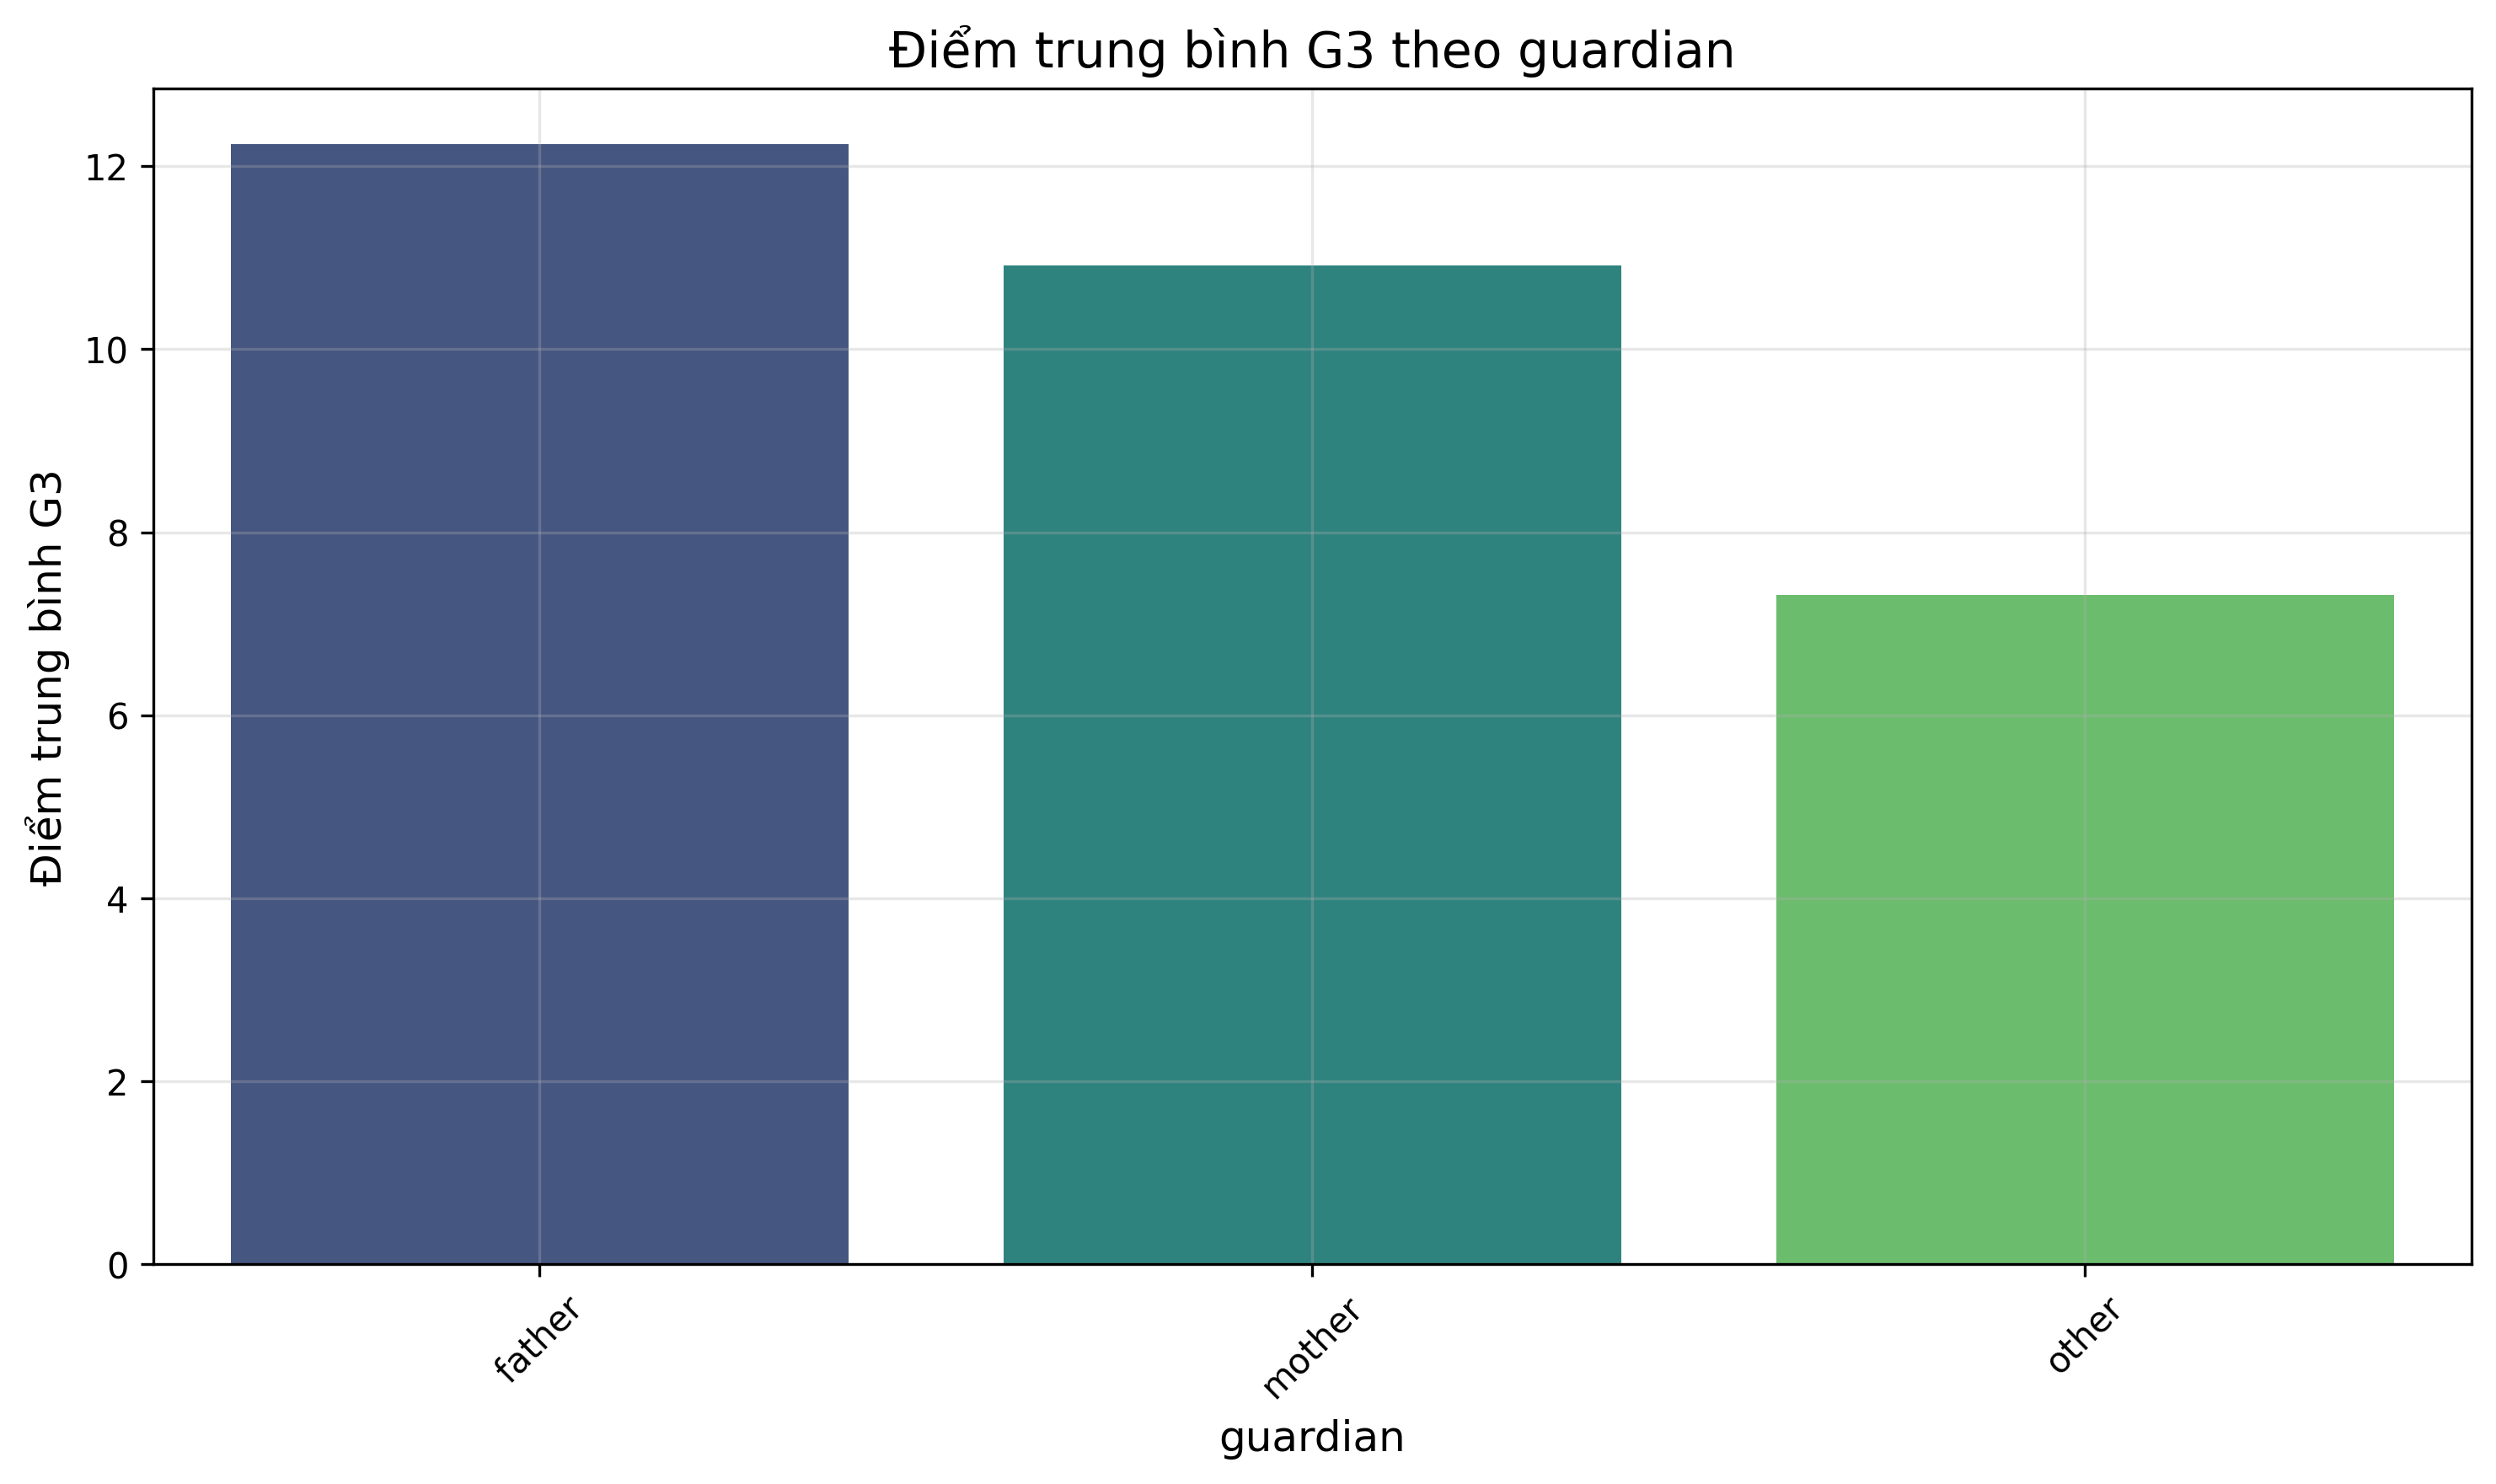 Điểm trung bình G3 theo guardian
Điểm trung bình G3
12
10
8
6
4
2
0
father
mother
other
guardian